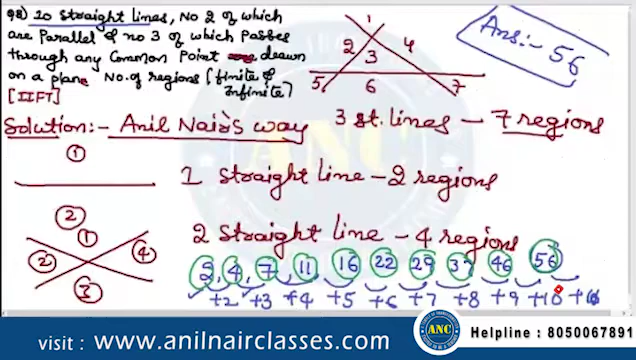 98) 10 Straight lines, No 2 of which
are Parallel & no 3 of which Passes
through any Common Point drawn
on a plane No. of regions (finite &
Infinite)
[IIFT]
1
2 3 4
5 6 7
Ans:- 56
Solution:- Anil Nair's way
3 st. lines - 7 regions
1
1 Straight line - 2 regions
2
1
2 4
3
2 Straight line - 4 regions
2, 4, 7, 11, 16 22 29 37 46 56
+2 +3 +4 +5 +6 +7 +8 +9 +10
visit : www.anilnairclasses.com
ANC
Helpline : 8050067891